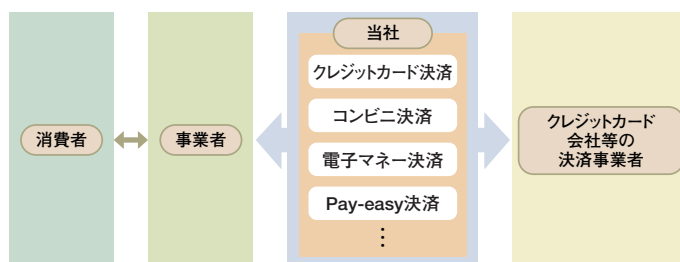 消費者
事業者
当社
クレジットカード決済
コンビニ決済
電子マネー決済
Pay-easy決済
⋮
クレジットカード
会社等の
決済事業者